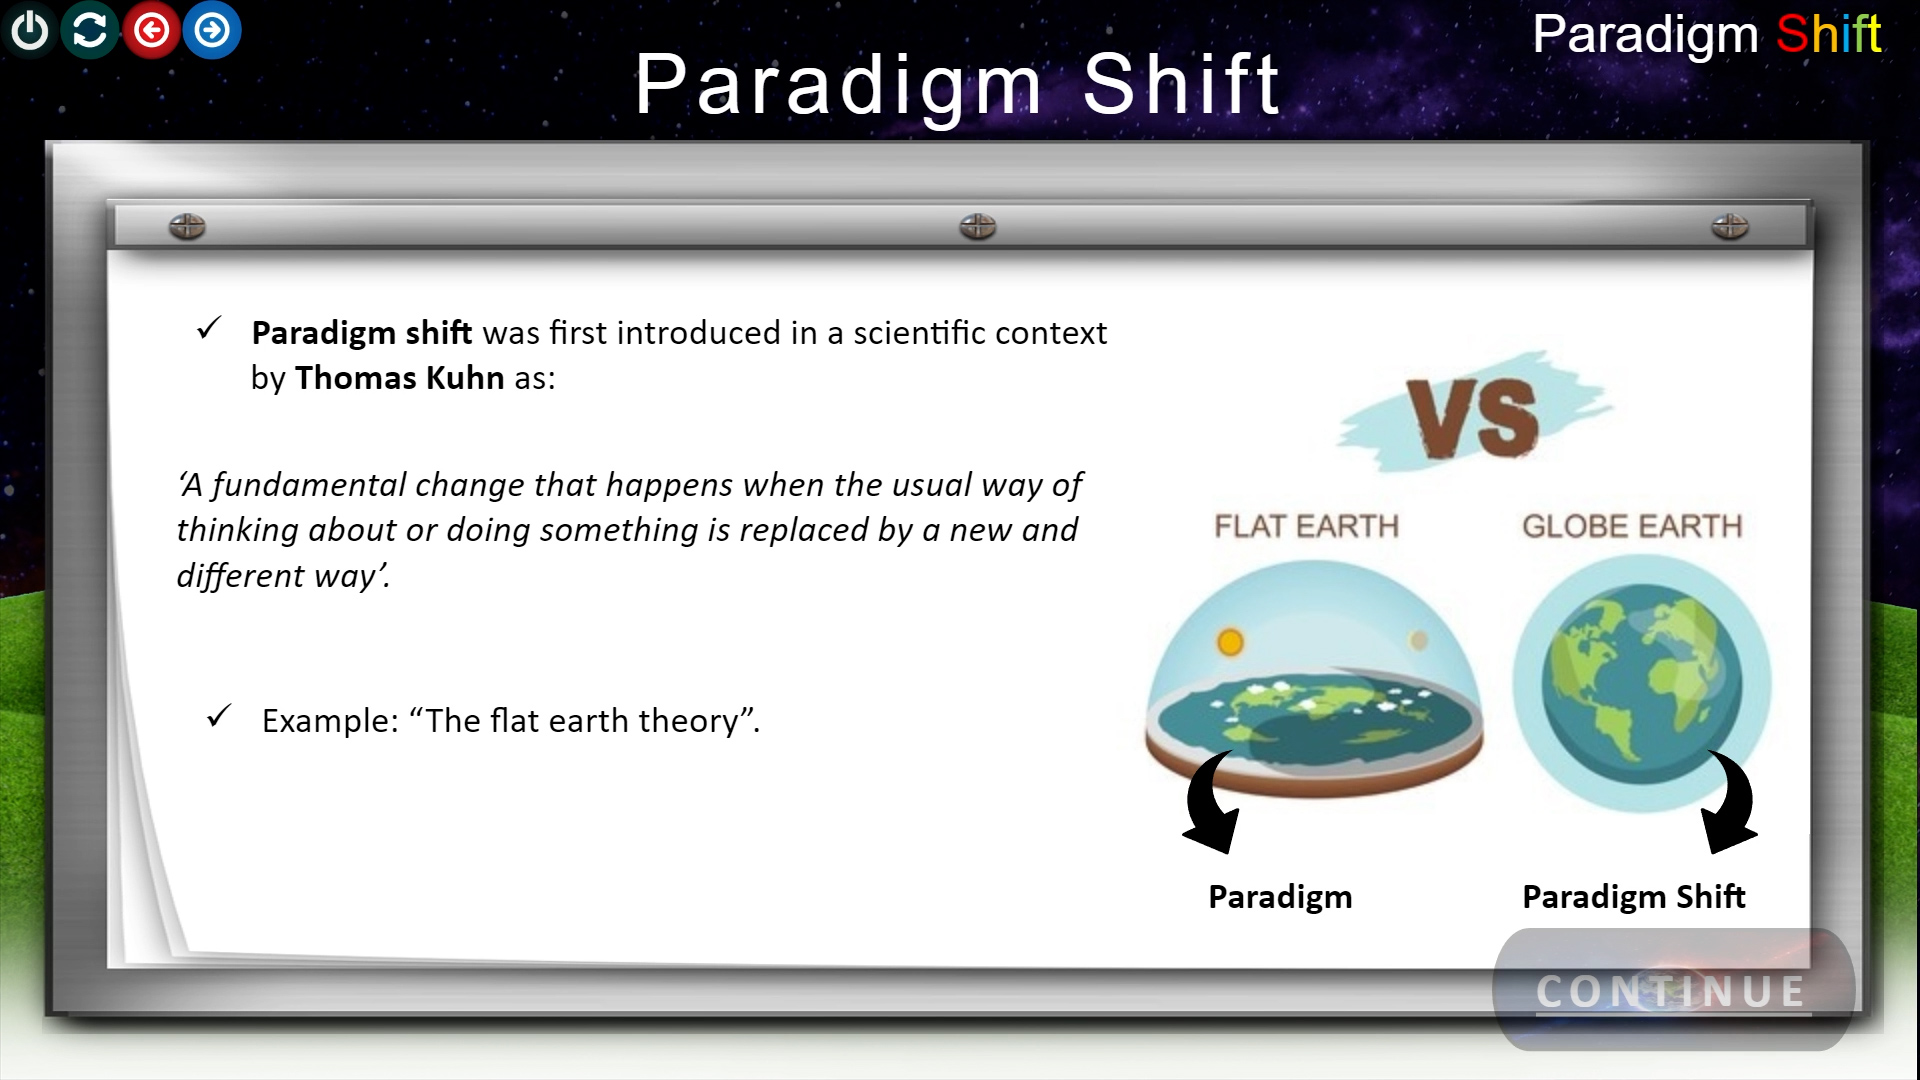 Paradigm Shift
Paradigm Shift
✓ Paradigm shift was first introduced in a scientific context
by Thomas Kuhn as:
‘A fundamental change that happens when the usual way of
thinking about or doing something is replaced by a new and
different way’.
✓ Example: “The flat earth theory”.
VS
FLAT EARTH
GLOBE EARTH
Paradigm
Paradigm Shift
CONTINUE